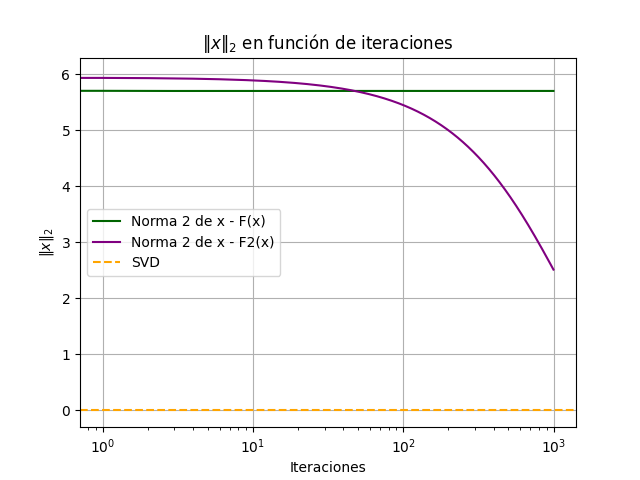 ‖x‖₂ en función de iteraciones
6
5
4
3
2
1
0
‖x‖₂
Norma 2 de x - F(x)
Norma 2 de x - F2(x)
SVD
10⁰
10¹
10²
10³
Iteraciones